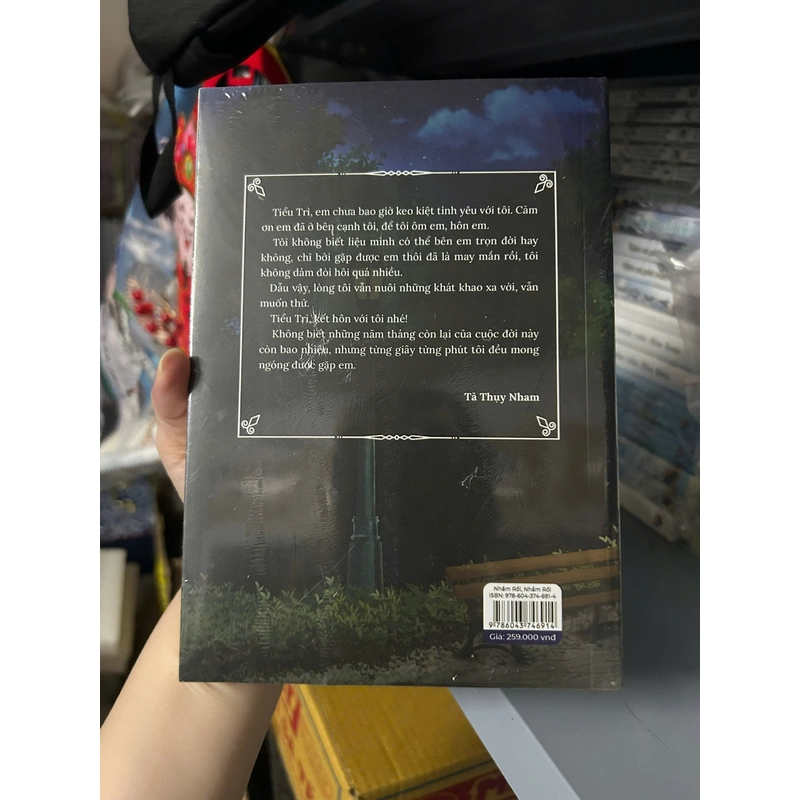 Tiểu Trì, em chưa bao giờ keo kiệt tình yêu với tôi. Cảm
ơn em đã ở bên cạnh tôi, để tôi ôm em, hôn em.
Tôi không biết liệu mình có thể bên em trọn đời hay
không, chỉ bởi gặp được em thôi đã là may mắn rồi, tôi
không dám đòi hỏi quá nhiều.
Dẫu vậy, lòng tôi vẫn nuôi những khát khao xa vời, vẫn
muốn thử.
Tiểu Trì, kết hôn với tôi nhé!
Không biết những năm tháng còn lại của cuộc đời này
còn bao nhiêu, nhưng từng giây từng phút tôi đều mong
ngóng được gặp em.
Tả Thụy Nham
Nhầm Rồi, Nhầm Rồi
ISBN: 978-604-374-691-4
9 786043 746914
Giá: 259.000 vnđ